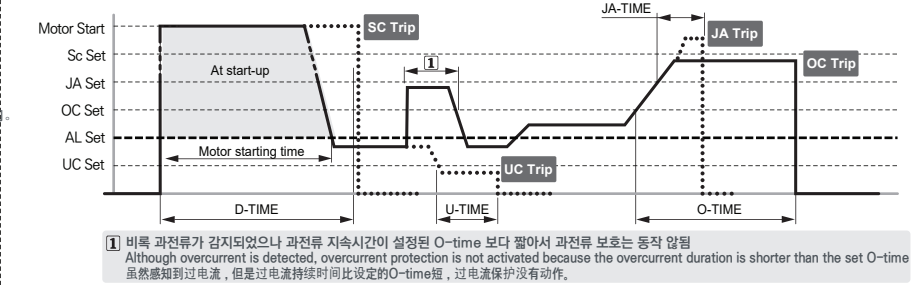 JA-TIME
Motor Start
SC Trip
JA Trip
Sc Set
At start-up
1
OC Trip
JA Set
OC Set
AL Set
Motor starting time
UC Set
UC Trip
D-TIME
U-TIME
O-TIME
1 비록 과전류가 감지되었으나 과전류 지속시간이 설정된 O-time 보다 짧아서 과전류 보호는 동작 않됨
Although overcurrent is detected, overcurrent protection is not activated because the overcurrent duration is shorter than the set O-time
虽然感知到过电流，但是过电流持续时间比设定的O-time短，过电流保护没有动作。